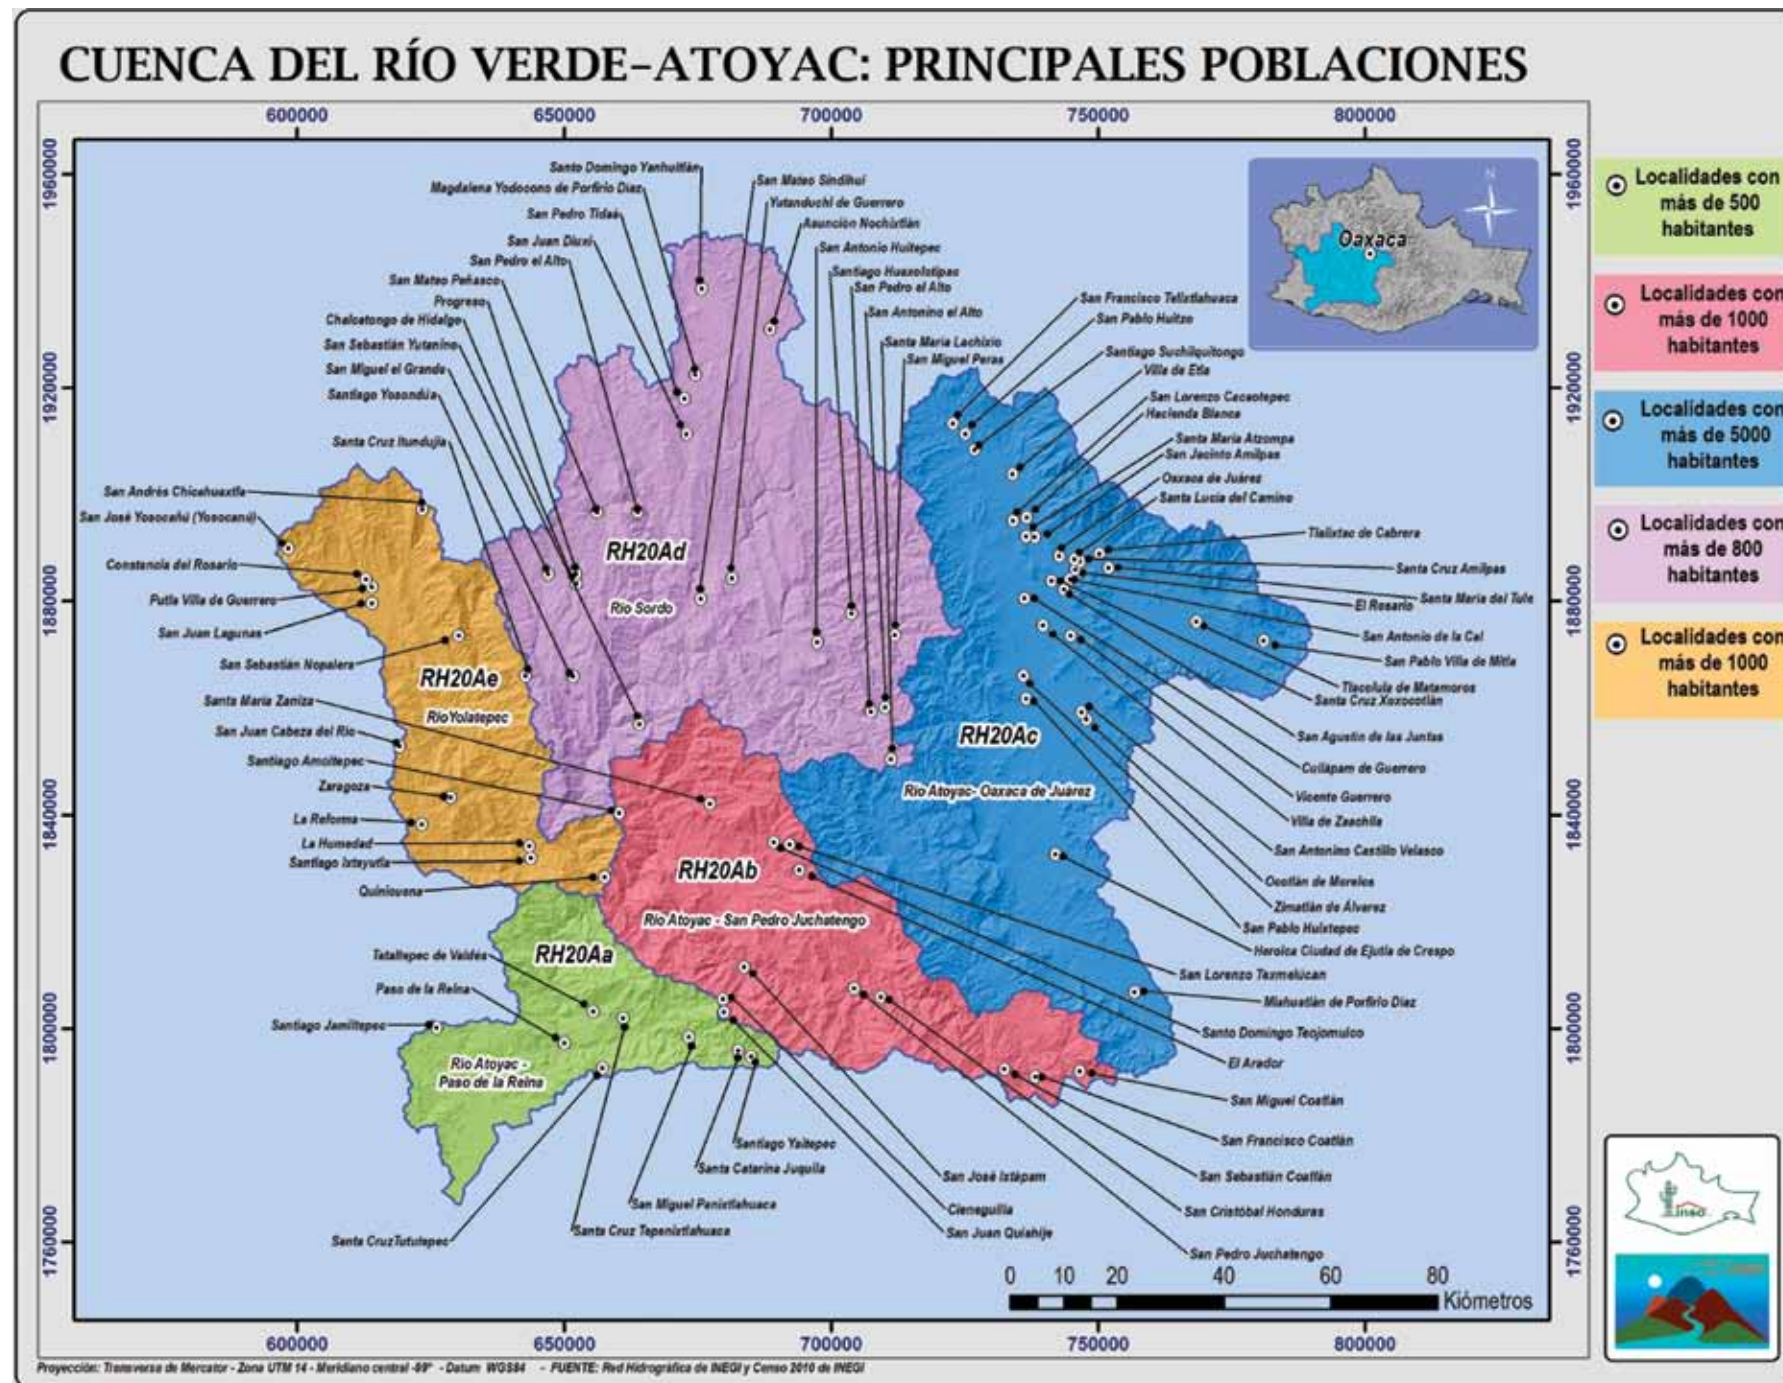 CUENCA DEL RÍO VERDE-ATOYAC: PRINCIPALES POBLACIONES
600000
650000
700000
750000
800000
1960000
1920000
1880000
1840000
1800000
1760000
1960000
1920000
1880000
1840000
1800000
1760000
Santo Domingo Yanhuitlán
Magdalena Yodocono de Porfirio Díaz
San Pedro Tidaá
San Juan Diuxi
San Pedro el Alto
San Mateo Peñasco
Progreso
Chalcatongo de Hidalgo
San Sebastián Yutanino
San Miguel el Grande
Santiago Yosondúa
Santa Cruz Itundujia
San Andrés Chicahuaxtla
San José Yosocañú (Yosocanú)
Constancia del Rosario
Putla Villa de Guerrero
San Juan Lagunas
San Sebastián Nopalera
Santa María Zaniza
San Juan Cabeza del Río
Santiago Amoltepec
Zaragoza
La Reforma
La Humedad
Santiago Ixtayutla
Quiniouena
Tataltepec de Valdés
Paso de la Reina
Santiago Jamiltepec
San Mateo Sindihui
Yutanduchi de Guerrero
Asunción Nochixtlán
San Antonio Huitepec
Santiago Huaxolotipac
San Pedro el Alto
San Antonino el Alto
Santa María Lachixio
San Miguel Peras
San Francisco Telixtlahuaca
San Pablo Huitzo
Santiago Suchilquitongo
Villa de Etla
San Lorenzo Cacaotepec
Hacienda Blanca
Santa María Atzompa
San Jacinto Amilpas
Oaxaca de Juárez
Santa Lucía del Camino
Tlalixtac de Cabrera
Santa Cruz Amilpas
Santa María del Tule
El Rosario
San Antonio de la Cal
San Pablo Villa de Mitla
Tlacolula de Matamoros
Santa Cruz Xoxocotlán
San Agustín de las Juntas
Cuilápam de Guerrero
Vicente Guerrero
Villa de Zaachila
San Antonino Castillo Velasco
Ocotlán de Morelos
Zimatlán de Álvarez
San Pablo Huixtepec
Heroica Ciudad de Ejutla de Crespo
San Lorenzo Texmelúcan
Miahuatlán de Porfirio Díaz
Santo Domingo Teojomulco
El Arador
San Miguel Coatlán
San Francisco Coatlán
San Sebastián Coatlán
San Cristóbal Honduras
San Pedro Juchatengo
San José Ixtápam
Cieneguilla
San Juan Quiahije
Santiago Yaitepec
Santa Catarina Juquila
San Miguel Panixtlahuaca
Santa Cruz Tepenixtlahuaca
Santa CruzTututepec
RH20Ad
Río Sordo
RH20Ae
RíoYolatepec
RH20Ac
Río Atoyac- Oaxaca de Juárez
RH20Ab
Río Atoyac - San Pedro Juchatengo
RH20Aa
Río Atoyac -
Paso de la Reina
N
Oaxaca
Localidades con
más de 500
habitantes
Localidades con
más de 1000
habitantes
Localidades con
más de 5000
habitantes
Localidades con
más de 800
habitantes
Localidades con
más de 1000
habitantes
inso
0 10 20 40 60 80
Kiómetros
600000
650000
700000
750000
800000
Proyección: Transversa de Mercator - Zona UTM 14 - Meridiano central -99° - Datum WGS84 - FUENTE: Red Hidrográfica de INEGI y Censo 2010 de INEGI